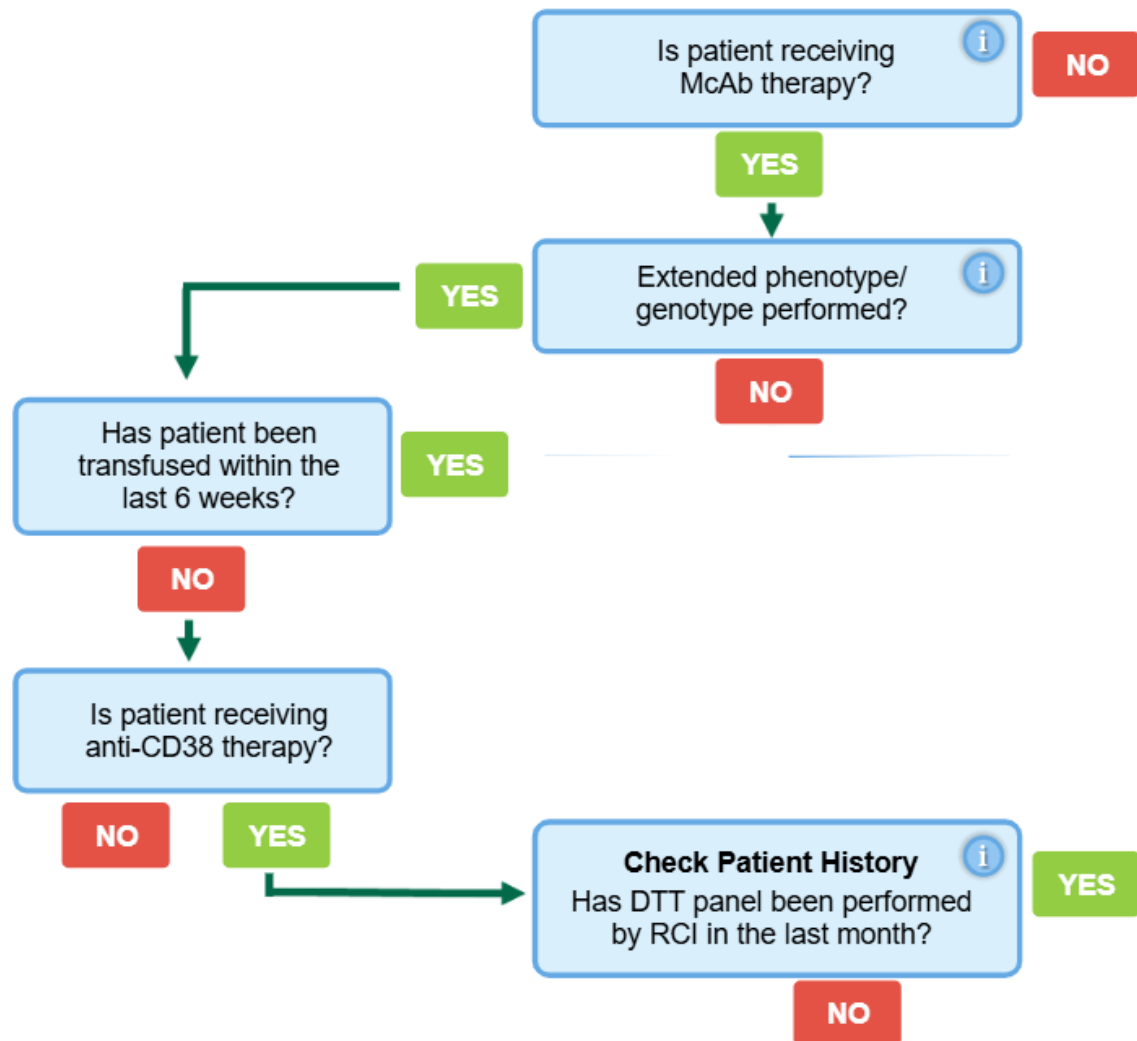 Is patient receiving
McAb therapy?
i
NO
YES
Extended phenotype/
genotype performed?
i
YES
NO
Has patient been
transfused within the
last 6 weeks?
YES
NO
Is patient receiving
anti-CD38 therapy?
NO
YES
Check Patient History
i
Has DTT panel been performed
by RCI in the last month?
YES
NO